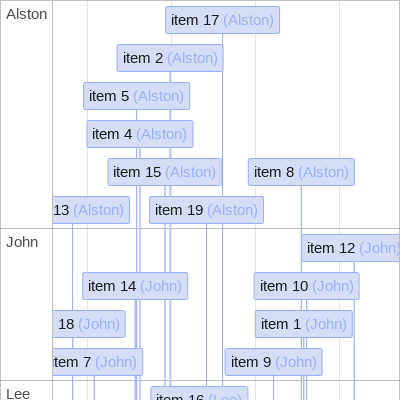 Alston
item 17 (Alston)
item 2 (Alston)
item 5 (Alston)
item 4 (Alston)
item 15 (Alston)
item 8 (Alston)
13 (Alston)
item 19 (Alston)
John
item 12 (John)
item 14 (John)
item 10 (John)
18 (John)
item 1 (John)
item 7 (John)
item 9 (John)
Lee
item 16 (Lee)